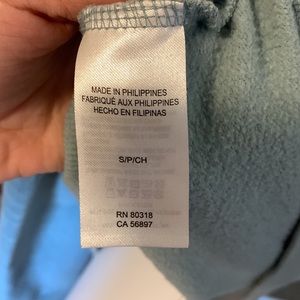 MADE IN PHILIPPINES
FABRIQUÉ AUX PHILIPPINES
HECHO EN FILIPINAS
S/P/CH
RN 80318
CA 56897